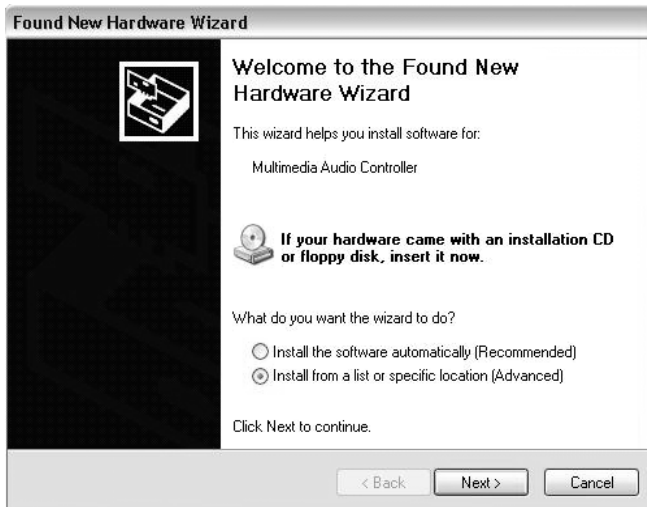 Found New Hardware Wizard
Welcome to the Found New
Hardware Wizard
This wizard helps you install software for:
Multimedia Audio Controller
If your hardware came with an installation CD
or floppy disk, insert it now.
What do you want the wizard to do?
Install the software automatically (Recommended)
Install from a list or specific location (Advanced)
Click Next to continue.
< Back Next > Cancel